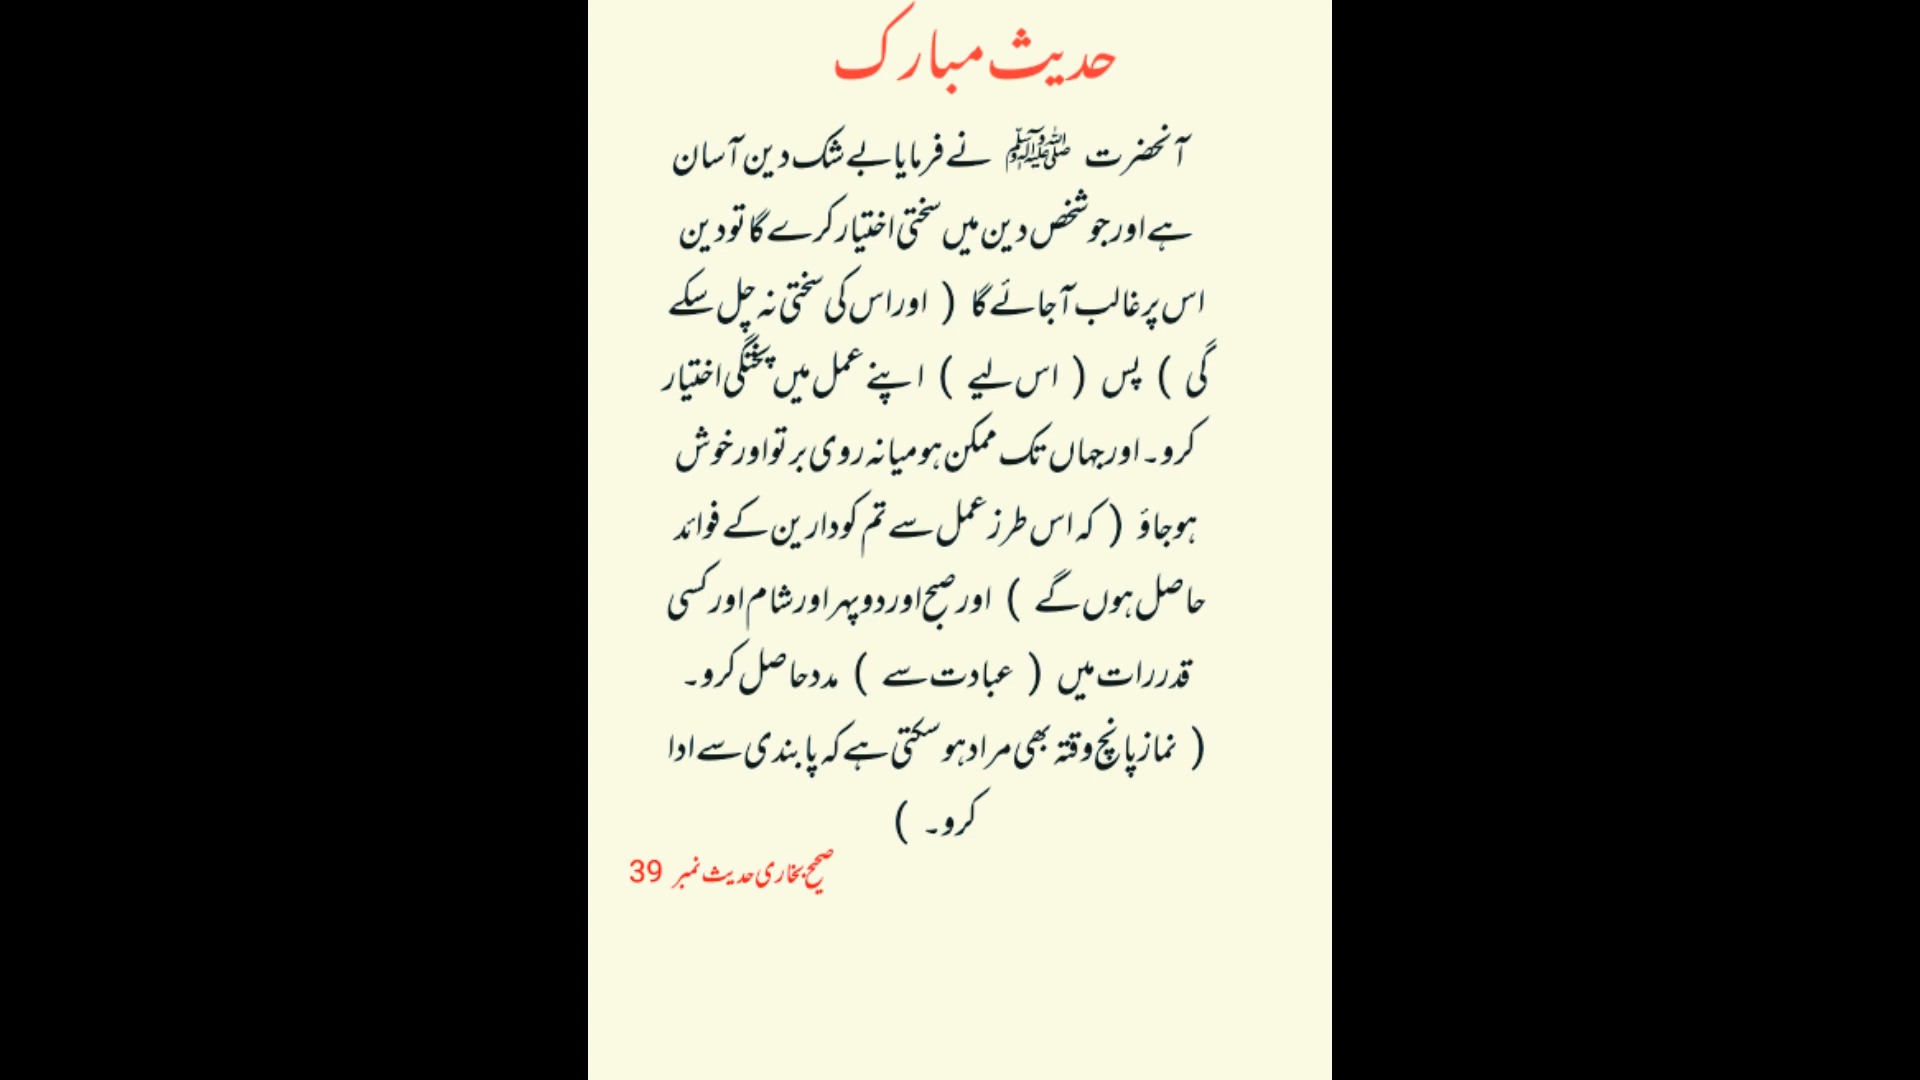 حدیث مبارک
آنحضرت ﷺ نے فرمایا بے شک دین آسان
ہے اور جو شخص دین میں سختی اختیار کرے گا تو دین
اس پر غالب آ جائے گا ( اور اس کی سختی نہ چل سکے
گی ) پس ( اس لیے ) اپنے عمل میں پختگی اختیار
کرو۔ اور جہاں تک ممکن ہو میانہ روی برتو اور خوش
ہو جاؤ ( کہ اس طرز عمل سے تم کو دارین کے فوائد
حاصل ہوں گے ) اور صبح اور دوپہر اور شام اور کسی
قدر رات میں ( عبادت سے ) مدد حاصل کرو۔
( نماز پانچ وقتہ بھی مراد ہو سکتی ہے کہ پابندی سے ادا
کرو۔ )
صحیح بخاری حدیث نمبر 39